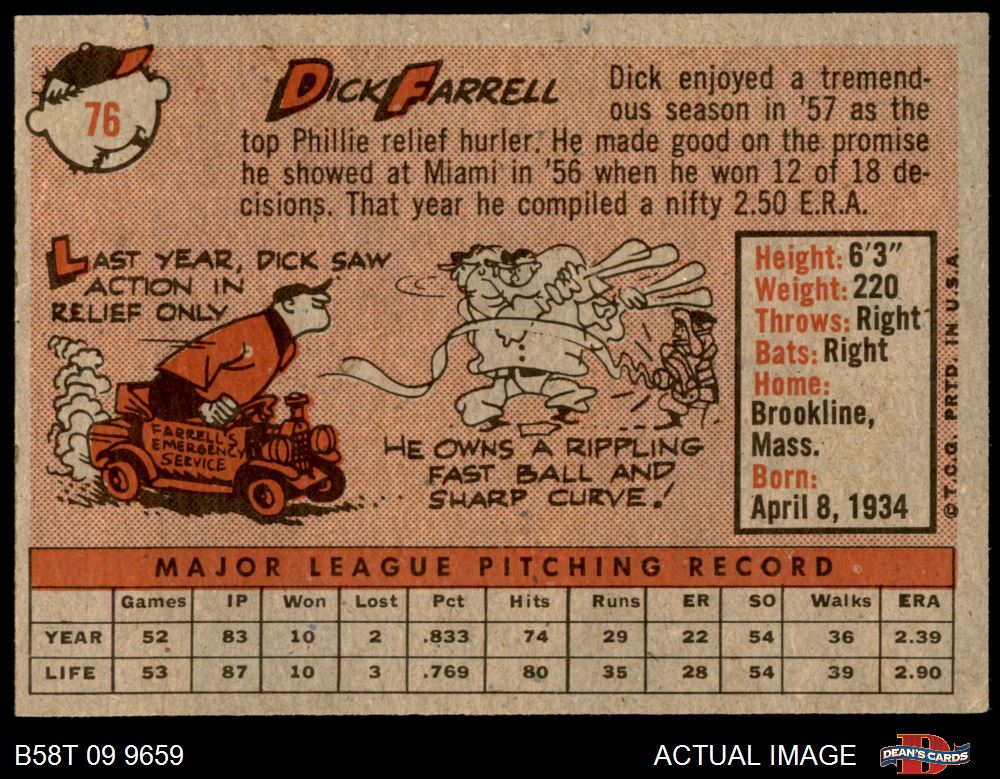 76
DICK FARRELL
Dick enjoyed a tremend-
ous season in '57 as the
top Phillie relief hurler. He made good on the promise
he showed at Miami in '56 when he won 12 of 18 de-
cisions. That year he compiled a nifty 2.50 E.R.A.
LAST YEAR, DICK SAW
ACTION IN
RELIEF ONLY
FARRELL'S
EMERGENCY
SERVICE
HE OWNS A RIPPLING
FAST BALL AND
SHARP CURVE!
Height: 6'3"
Weight: 220
Throws: Right
Bats: Right
Home:
Brookline,
Mass.
Born:
April 8, 1934
© T.C.G. PRTD. IN U.S.A.
MAJOR LEAGUE PITCHING RECORD
Games IP Won Lost Pct Hits Runs ER SO Walks ERA
YEAR 52 83 10 2 .833 74 29 22 54 36 2.39
LIFE 53 87 10 3 .769 80 35 28 54 39 2.90
B58T 09 9659
ACTUAL IMAGE
D
DEAN'S CARDS